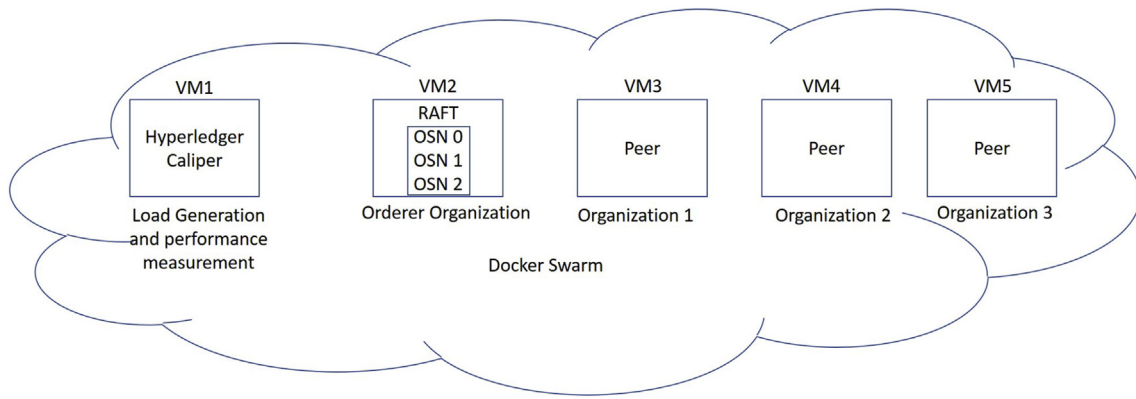 VM1
Hyperledger
Caliper
Load Generation
and performance
measurement
VM2
RAFT
OSN 0
OSN 1
OSN 2
Orderer Organization
VM3
Peer
Organization 1
VM4
Peer
Organization 2
VM5
Peer
Organization 3
Docker Swarm